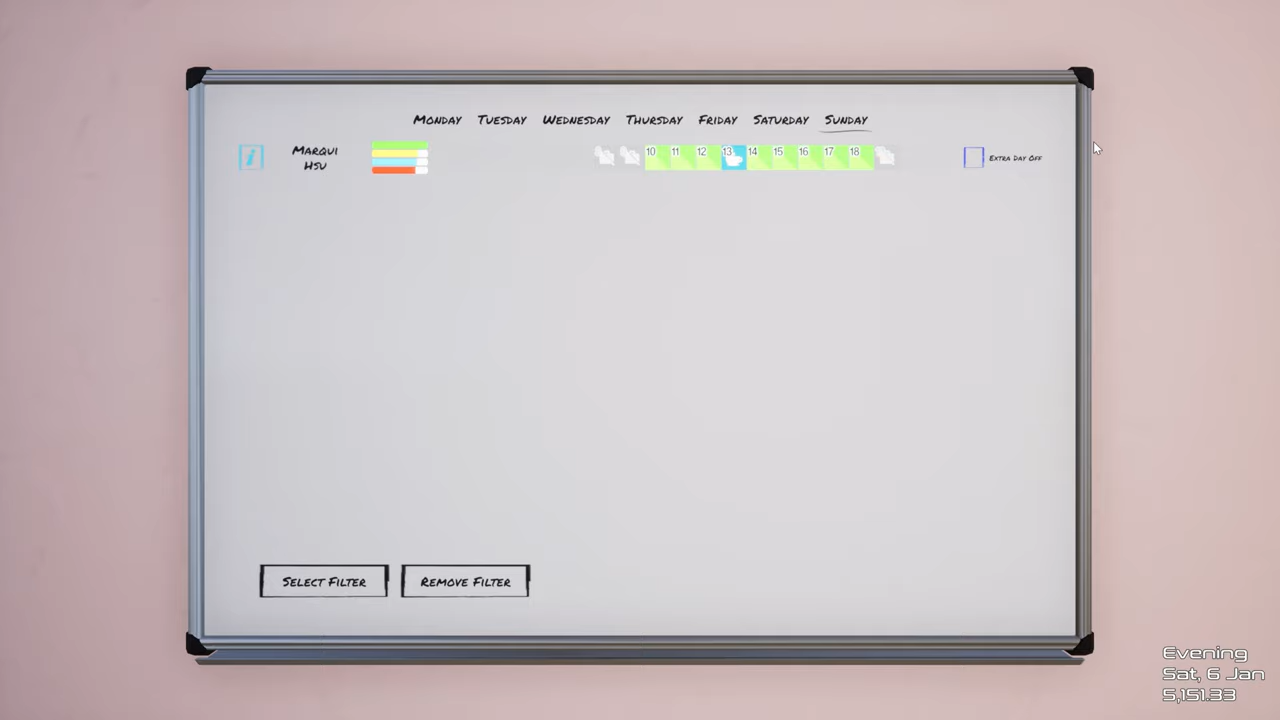 Monday Tuesday Wednesday Thursday Friday Saturday Sunday
i Marqui Hsu 10 11 12 13 14 15 16 17 18 Extra Day Off
Select Filter Remove Filter
Evening
Sat, 6 Jan
5,151.33